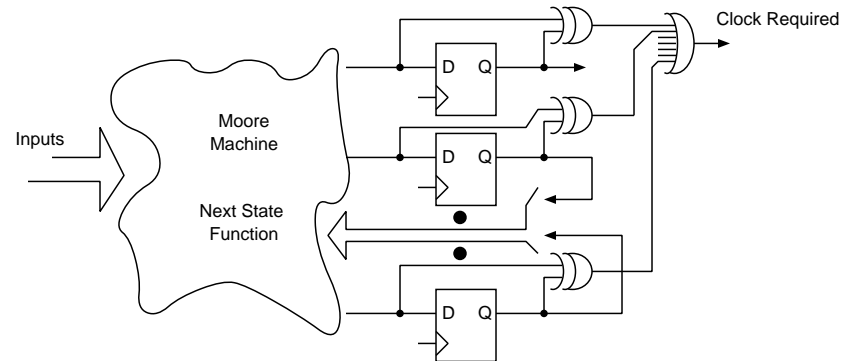 Clock Required
D Q
Moore
Machine
Inputs
D Q
Next State
Function
D Q